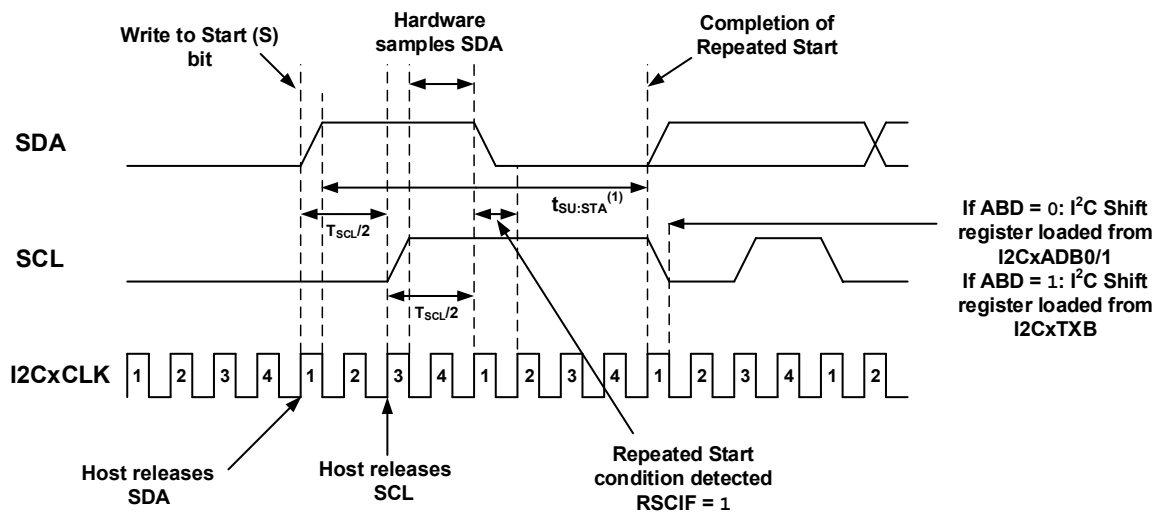 Write to Start (S)
bit
Hardware
samples SDA
Completion of
Repeated Start
SDA
tSU:STA(1)
TSCL/2
SCL
TSCL/2
If ABD = 0: I2C Shift
register loaded from
I2CxADB0/1
If ABD = 1: I2C Shift
register loaded from
I2CxTXB
I2CxCLK
1 2 3 4 1 2 3 4 1 2 3 4 1 2 3 4 1 2
Host releases
SDA
Host releases
SCL
Repeated Start
condition detected
RSCIF = 1